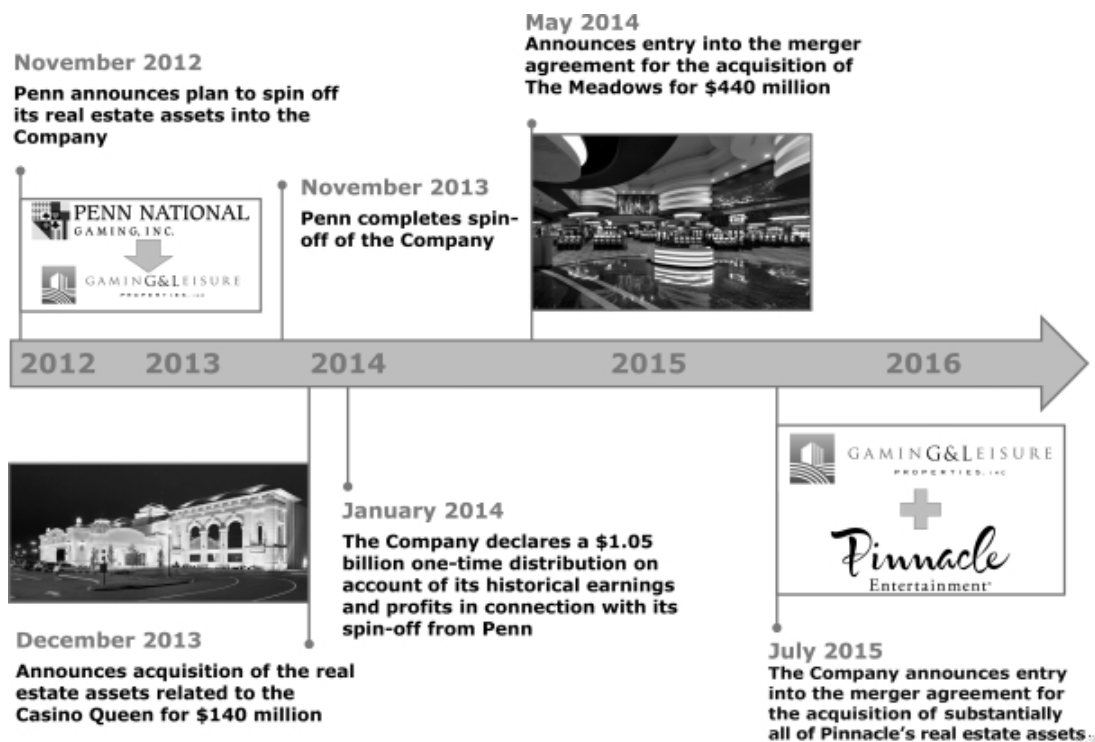 November 2012
Penn announces plan to spin off
its real estate assets into the
Company
PENN NATIONAL
GAMING, INC.
GAMING&LEISURE
PROPERTIES, INC
November 2013
Penn completes spin-
off of the Company
May 2014
Announces entry into the merger
agreement for the acquisition of
The Meadows for $440 million
2012 2013 2014 2015 2016
December 2013
Announces acquisition of the real
estate assets related to the
Casino Queen for $140 million
January 2014
The Company declares a $1.05
billion one-time distribution on
account of its historical earnings
and profits in connection with its
spin-off from Penn
GAMING&LEISURE
PROPERTIES, INC
Pinnacle
Entertainment
July 2015
The Company announces entry
into the merger agreement for
the acquisition of substantially
all of Pinnacle's real estate assets.